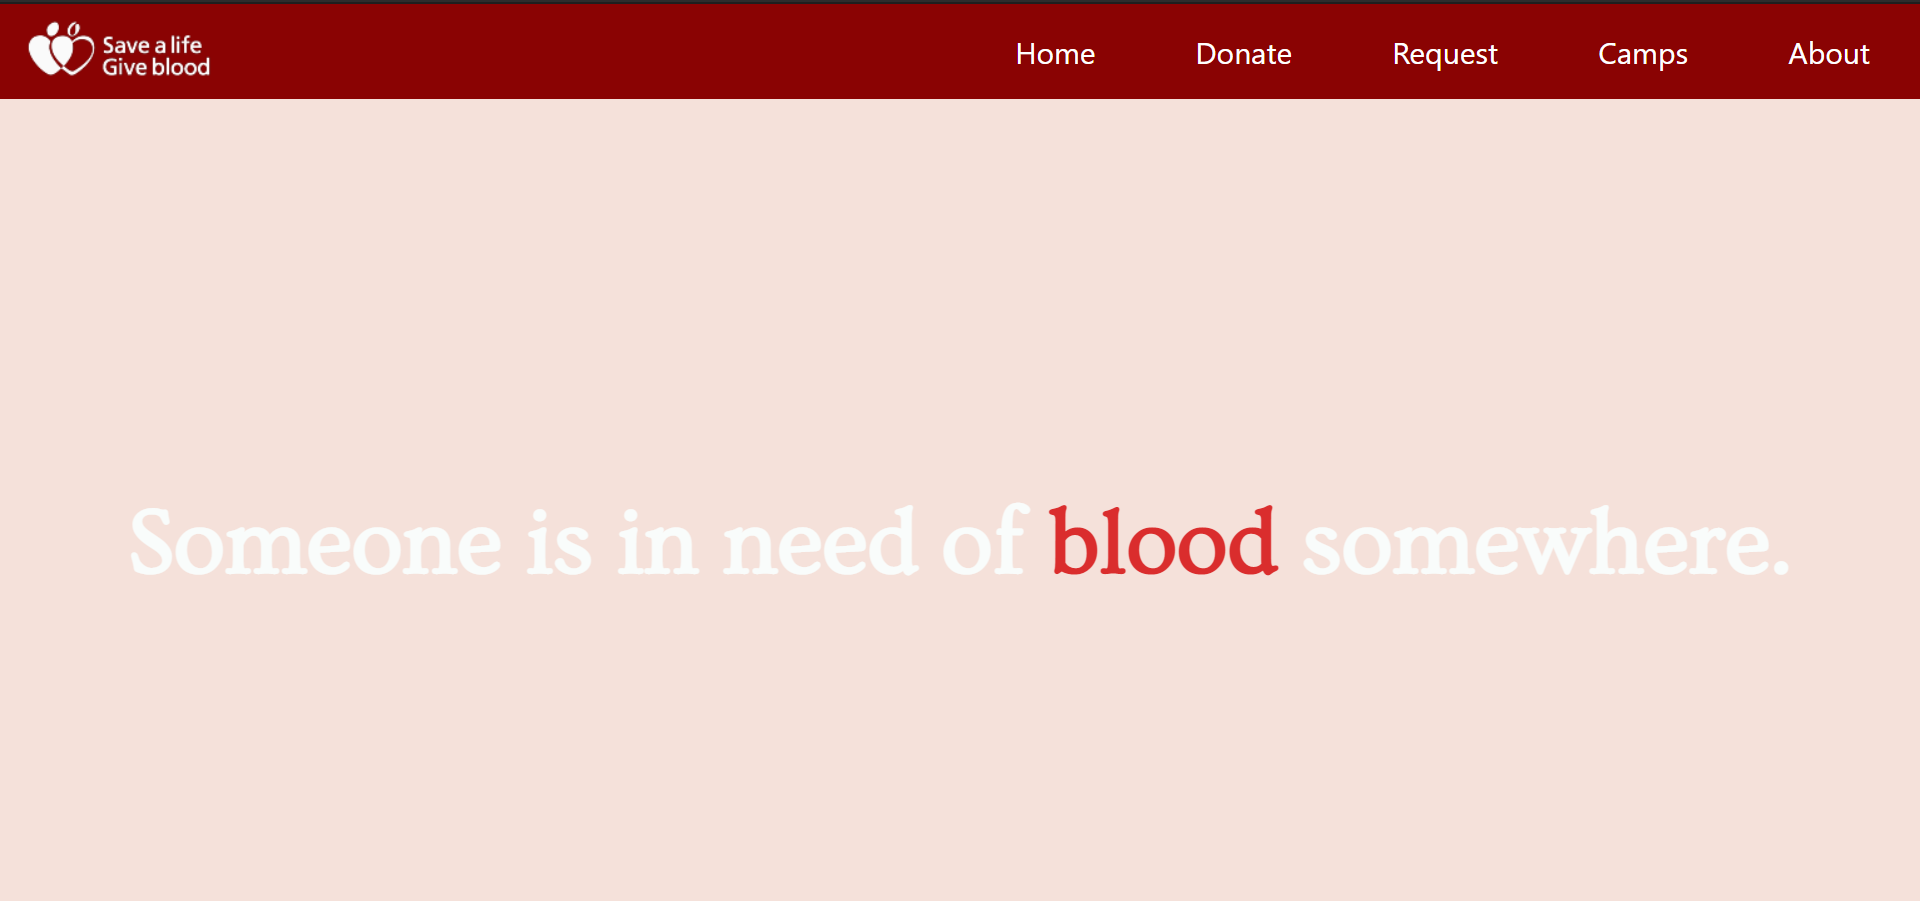 Save a life
Give blood
Home Donate Request Camps About
Someone is in need of blood somewhere.